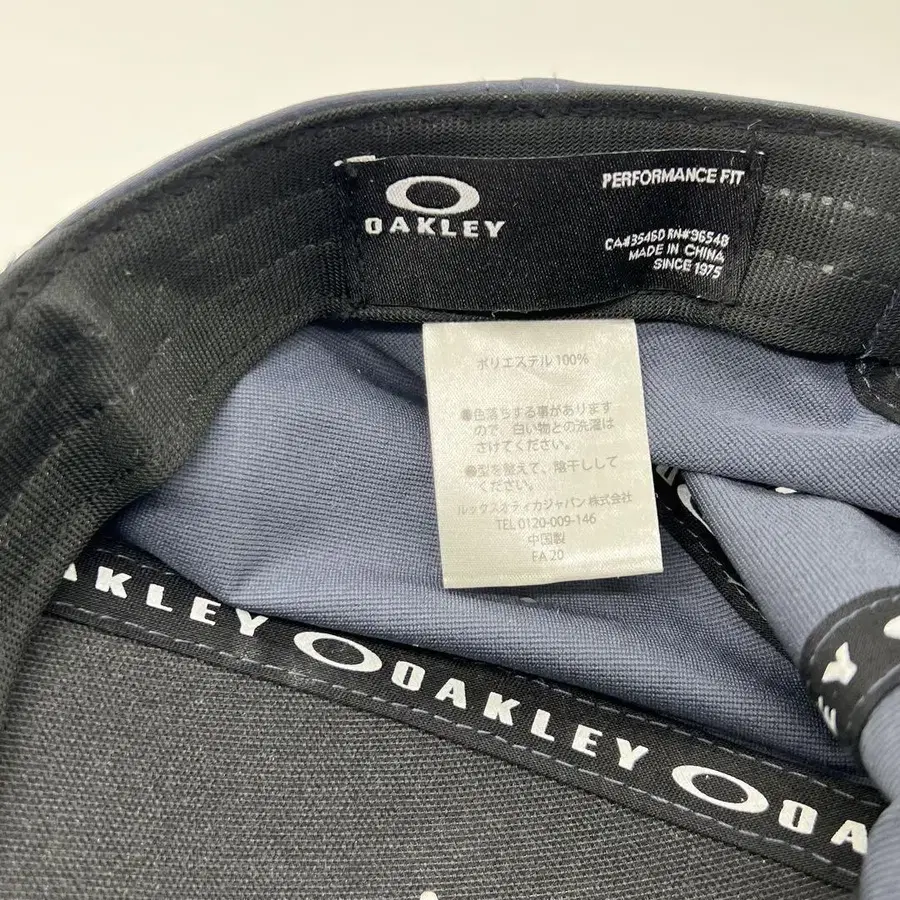 OAKLEY
PERFORMANCE FIT
CA#35460 RN#96548
MADE IN CHINA
SINCE 1975
ポリエステル 100%
●色落ちする事があります
ので、白い物との洗濯は
さけてください。
●型を整えて、陰干ししてください。
ルックスオティカジャパン 株式会社
TEL 0120-009-146
中国製
FA 20
AKLEY OAKLEY OA